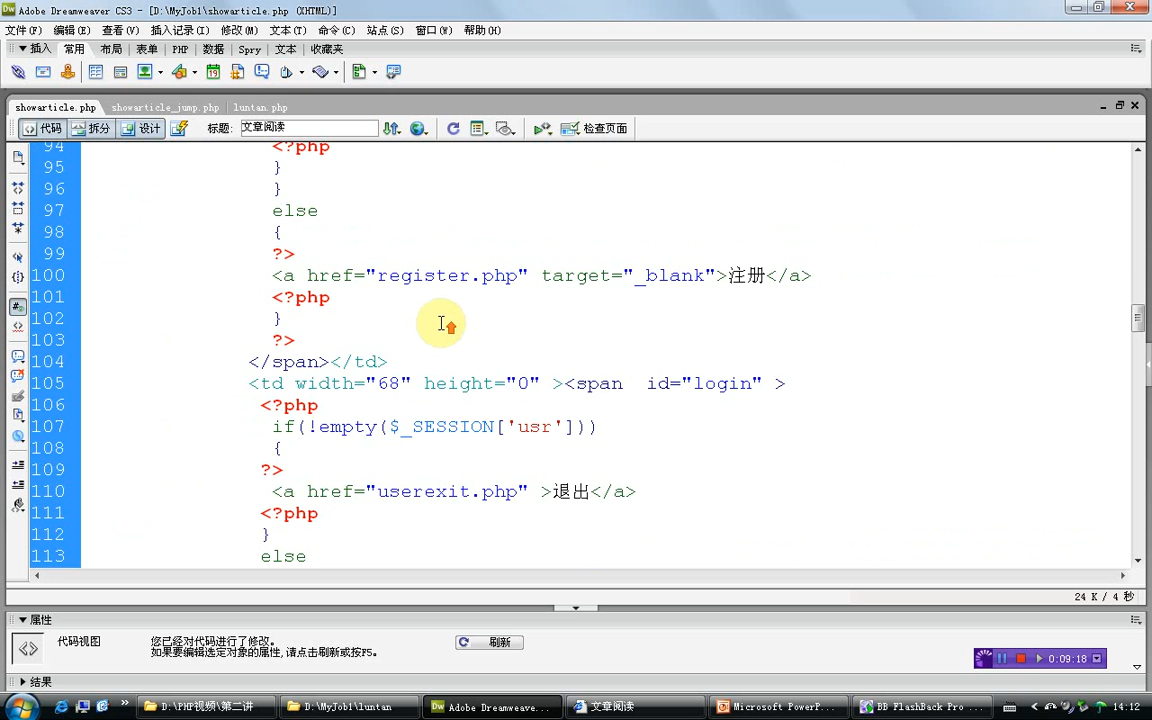 Adobe Dreamweaver CS3 - [D:\MyJob1\showarticle.php (XHTML)]
文件(F) 编辑(E) 查看(V) 插入记录(I) 修改(M) 文本(T) 命令(C) 站点(S) 窗口(W) 帮助(H)
▼ 插入 常用 布局 表单 PHP 数据 Spry 文本 收藏夹
showarticle.php showarticle_jump.php luntan.php
代码 拆分 设计 标题: 文章阅读 检查页面
94 <?php
95 }
96 }
97 else
98 {
99 ?>
100 <a href="register.php" target="_blank">注册</a>
101 <?php
102 }
103 ?>
104 </span></td>
105 <td width="68" height="0" ><span  id="login" >
106 <?php
107 if(!empty($_SESSION['usr']))
108 {
109 ?>
110 <a href="userexit.php" >退出</a>
111 <?php
112 }
113 else
24 K / 4 秒
▼ 属性
代码视图 您已经对代码进行了修改。 刷新
如果要编辑选定对象的属性,请点击刷新或按F5。
0:09:18
结果
D:\PHP视频\第二讲 D:\MyJob1\luntan Adobe Dreamweave... 文章阅读 Microsoft PowerP... BB FlashBack Pro ... 14:12